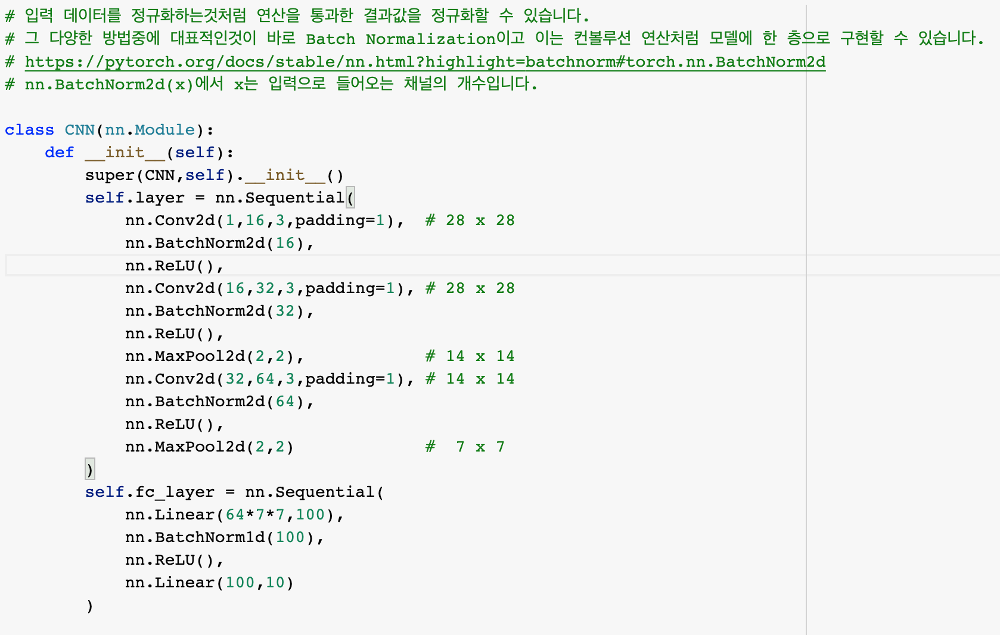 # 입력 데이터를 정규화하는것처럼 연산을 통과한 결과값을 정규화할 수 있습니다.
# 그 다양한 방법중에 대표적인것이 바로 Batch Normalization이고 이는 컨볼루션 연산처럼 모델에 한 층으로 구현할 수 있습니다.
# https://pytorch.org/docs/stable/nn.html?highlight=batchnorm#torch.nn.BatchNorm2d
# nn.BatchNorm2d(x)에서 x는 입력으로 들어오는 채널의 개수입니다.

class CNN(nn.Module):
    def __init__(self):
        super(CNN,self).__init__()
        self.layer = nn.Sequential(
            nn.Conv2d(1,16,3,padding=1),  # 28 x 28
            nn.BatchNorm2d(16),
            nn.ReLU(),
            nn.Conv2d(16,32,3,padding=1), # 28 x 28
            nn.BatchNorm2d(32),
            nn.ReLU(),
            nn.MaxPool2d(2,2),            # 14 x 14
            nn.Conv2d(32,64,3,padding=1), # 14 x 14
            nn.BatchNorm2d(64),
            nn.ReLU(),
            nn.MaxPool2d(2,2)             #  7 x 7
        )
        self.fc_layer = nn.Sequential(
            nn.Linear(64*7*7,100),
            nn.BatchNorm1d(100),
            nn.ReLU(),
            nn.Linear(100,10)
        )